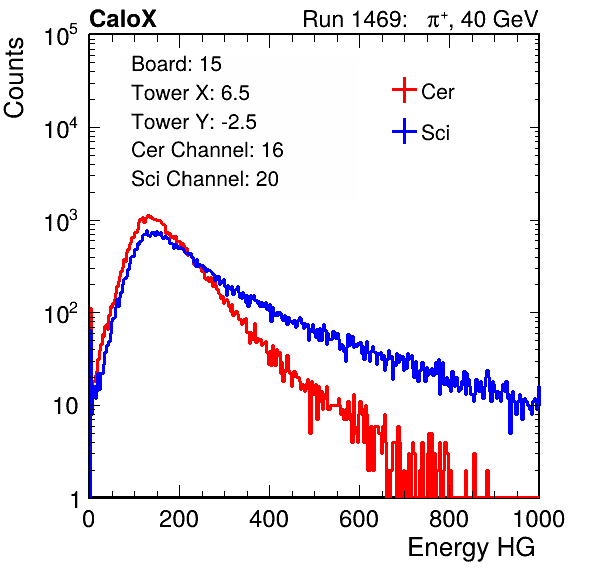 CaloX Run 1469: π⁺, 40 GeV
Counts
10⁵
10⁴
10³
10²
10
1
Board: 15
Tower X: 6.5
Tower Y: -2.5
Cer Channel: 16
Sci Channel: 20
Cer
Sci
0 200 400 600 800 1000
Energy HG